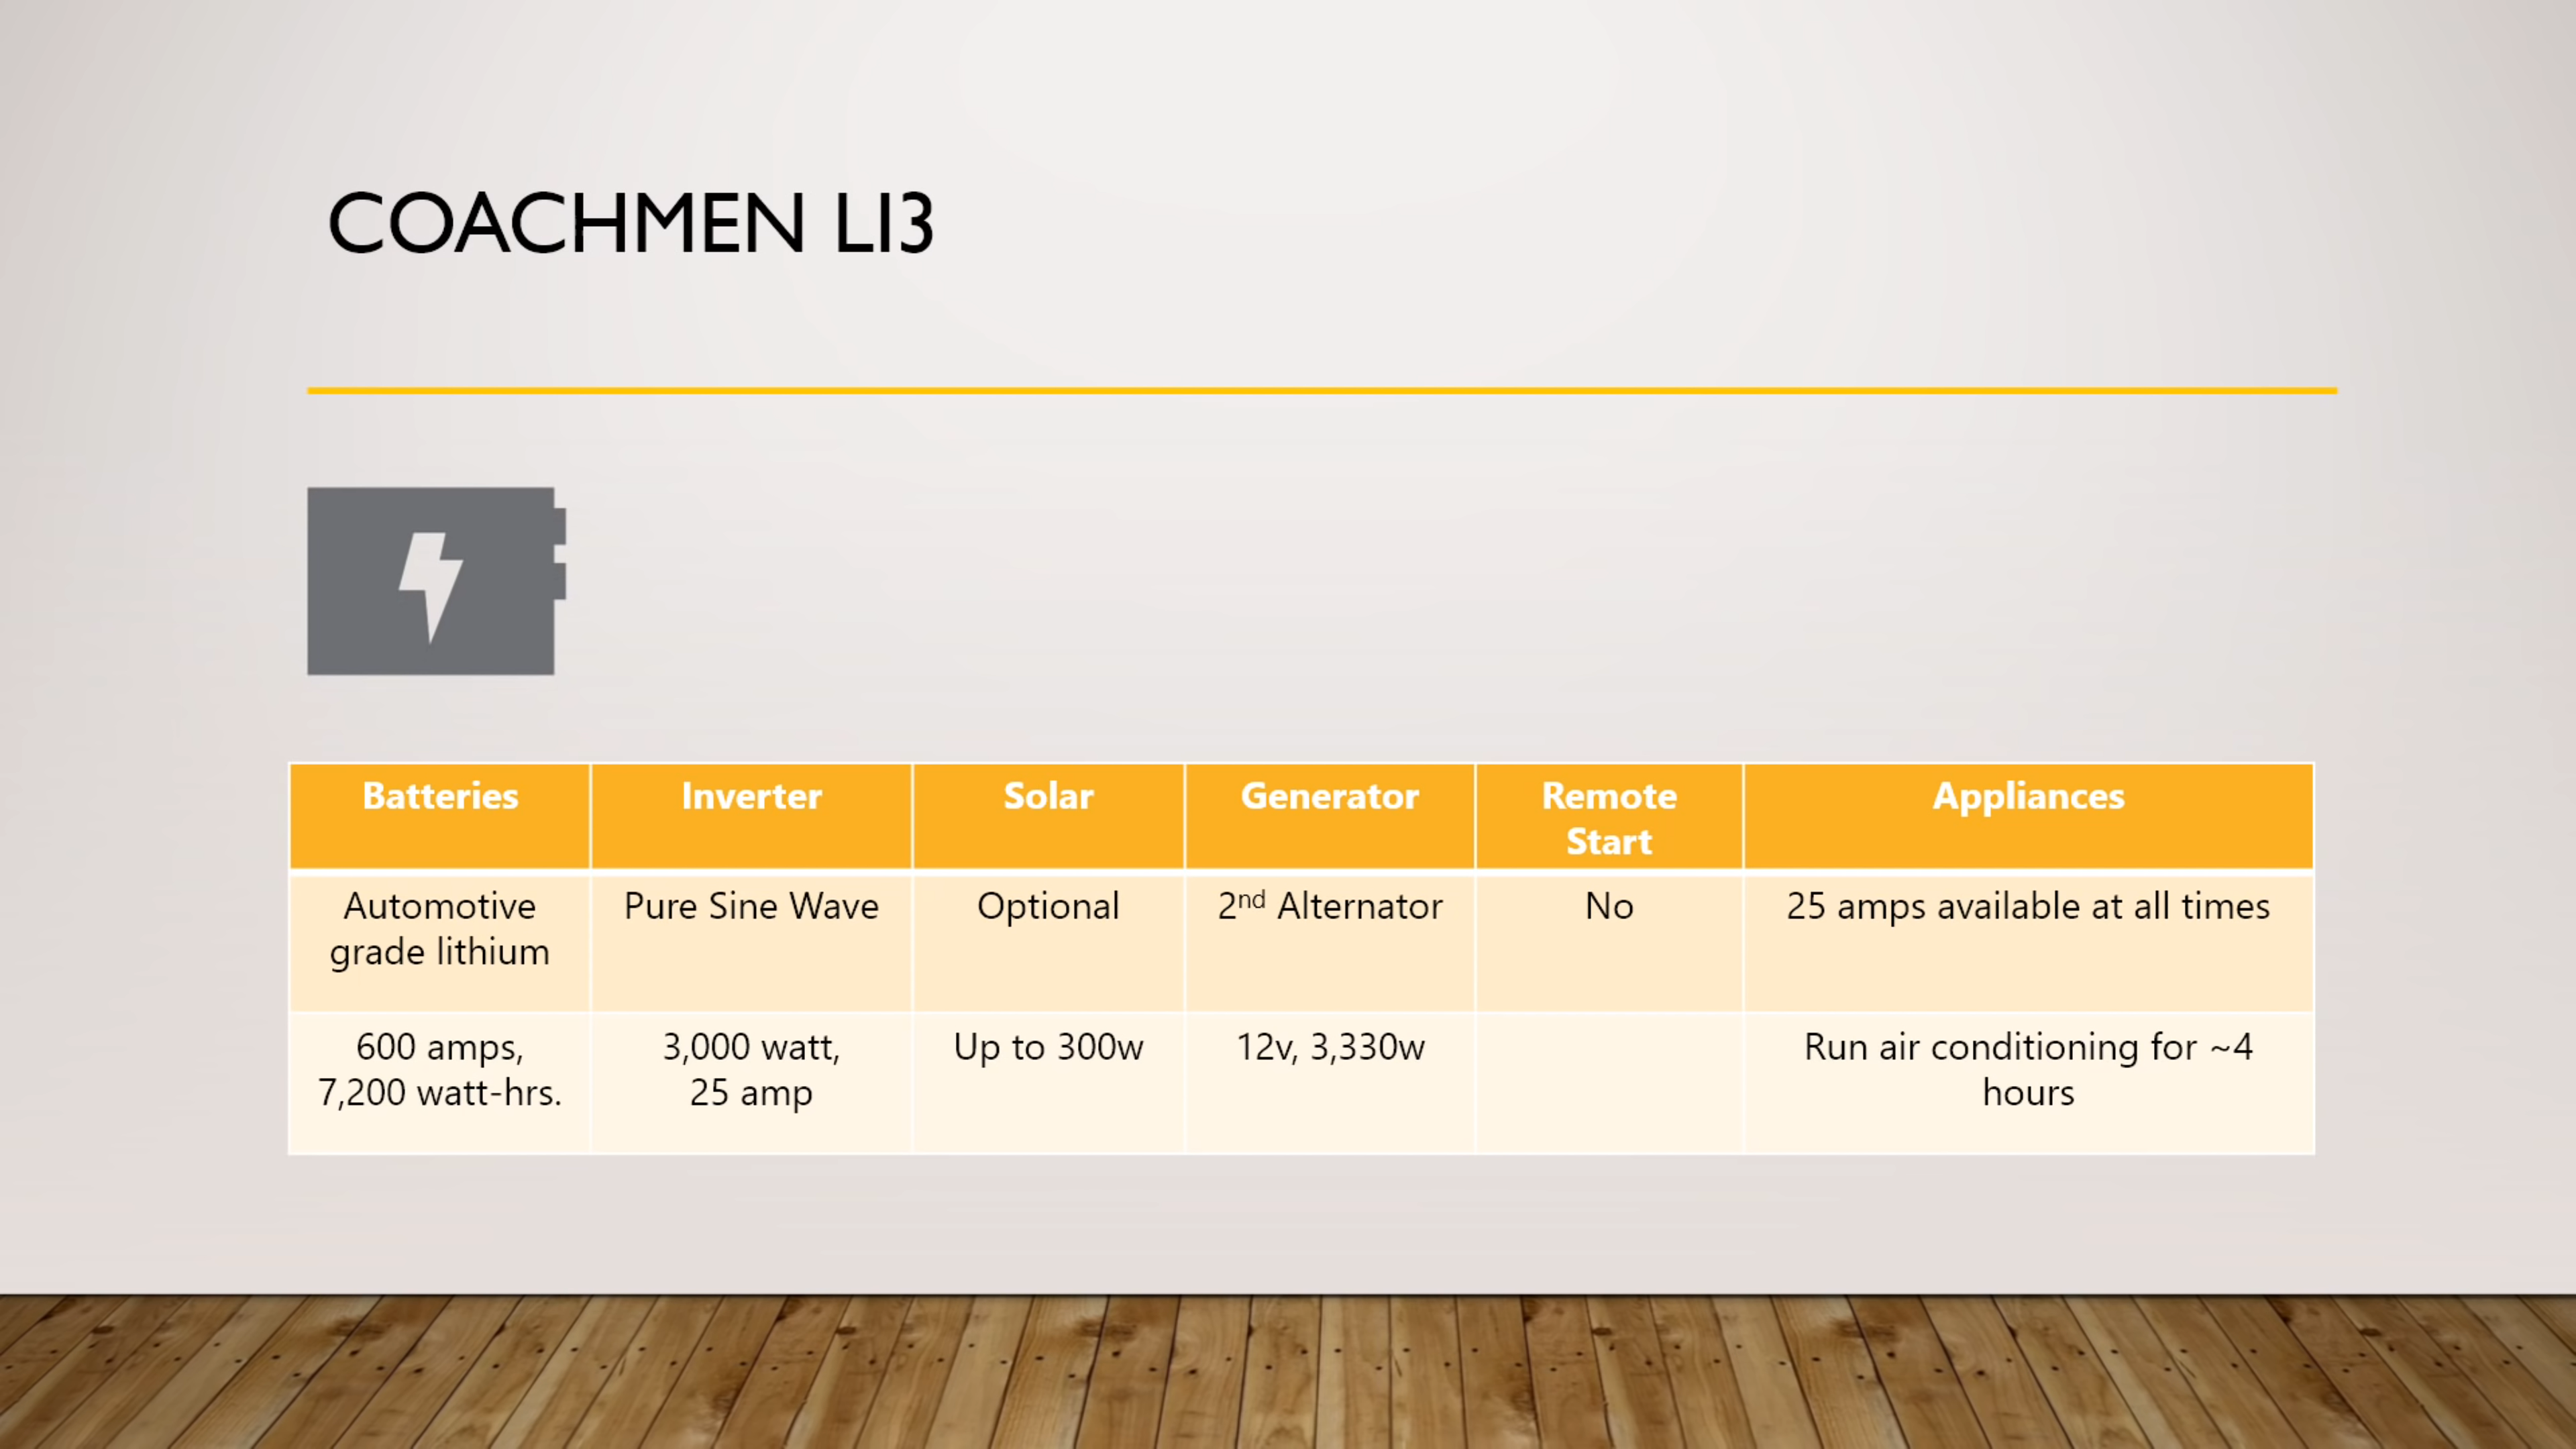 COACHMEN LI3
Batteries
Inverter
Solar
Generator
Remote
Start
Appliances
Automotive
grade lithium
Pure Sine Wave
Optional
2nd Alternator
No
25 amps available at all times
600 amps,
7,200 watt-hrs.
3,000 watt,
25 amp
Up to 300w
12v, 3,330w
Run air conditioning for ~4
hours